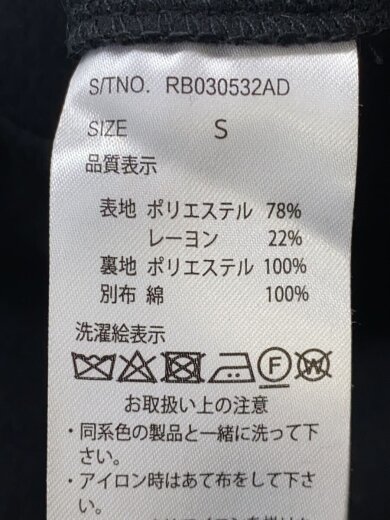 S/TNO. RB030532AD
SIZE S
品質表示
表地 ポリエステル 78%
レーヨン 22%
裏地 ポリエステル 100%
別布 綿 100%
洗濯絵表示
F W
お取扱い上の注意
・同系色の製品と一緒に洗って下
さい。
・アイロン時はあて布をして下さ
い。